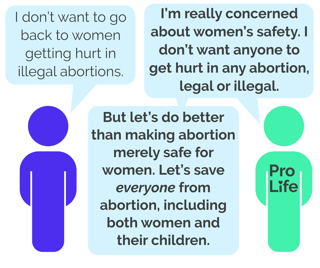 I don't want to go
back to women
getting hurt in
illegal abortions.
I'm really concerned
about women's safety. I
don't want anyone to
get hurt in any abortion,
legal or illegal.
But let's do better
than making abortion
merely safe for
women. Let's save
everyone from
abortion, including
both women and
their children.
Pro
Life